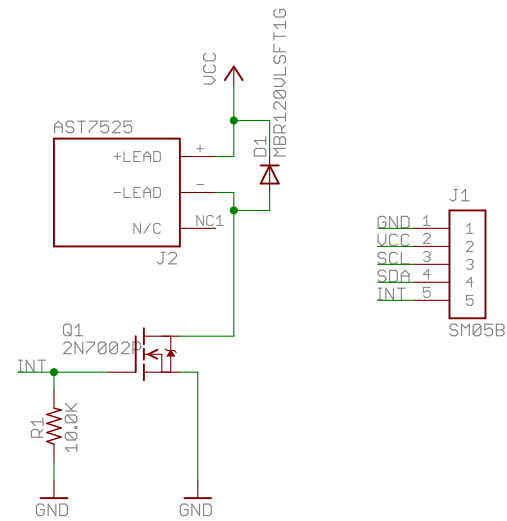 VCC
MBR120VLSFT1G
D1
AST7525
+LEAD
+
-LEAD
-
N/C
NC1
J2
J1
GND 1 1
VCC 2 2
SCL 3 3
SDA 4 4
INT 5 5
SM05B
Q1
2N7002P
INT
R1
10.0K
GND
GND